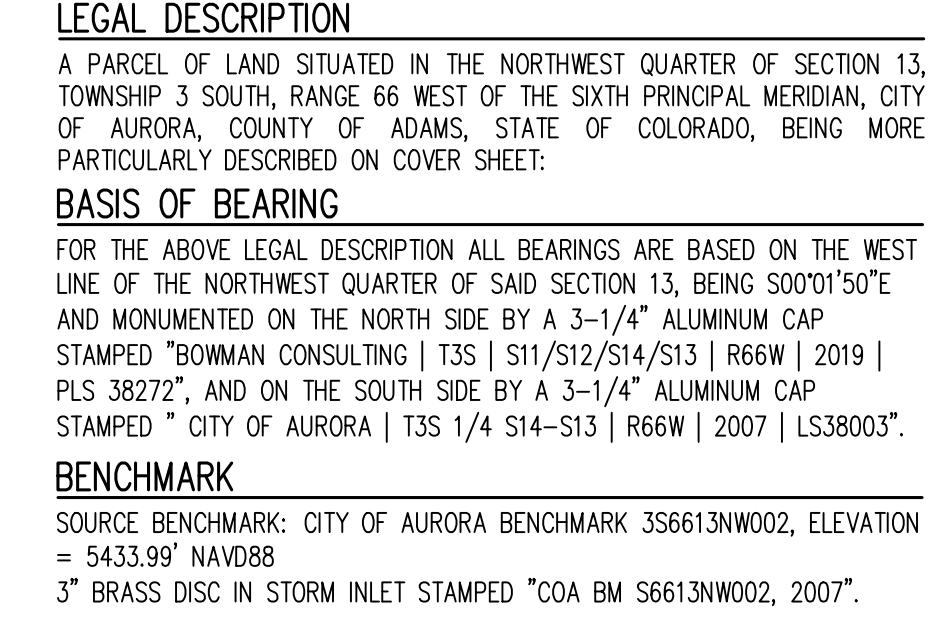 LEGAL DESCRIPTION
A PARCEL OF LAND SITUATED IN THE NORTHWEST QUARTER OF SECTION 13,
TOWNSHIP 3 SOUTH, RANGE 66 WEST OF THE SIXTH PRINCIPAL MERIDIAN, CITY
OF AURORA, COUNTY OF ADAMS, STATE OF COLORADO, BEING MORE
PARTICULARLY DESCRIBED ON COVER SHEET:
BASIS OF BEARING
FOR THE ABOVE LEGAL DESCRIPTION ALL BEARINGS ARE BASED ON THE WEST
LINE OF THE NORTHWEST QUARTER OF SAID SECTION 13, BEING S00°01'50"E
AND MONUMENTED ON THE NORTH SIDE BY A 3-1/4" ALUMINUM CAP
STAMPED "BOWMAN CONSULTING | T3S | S11/S12/S14/S13 | R66W | 2019 |
PLS 38272", AND ON THE SOUTH SIDE BY A 3-1/4" ALUMINUM CAP
STAMPED " CITY OF AURORA | T3S 1/4 S14-S13 | R66W | 2007 | LS38003".
BENCHMARK
SOURCE BENCHMARK: CITY OF AURORA BENCHMARK 3S6613NW002, ELEVATION
= 5433.99' NAVD88
3" BRASS DISC IN STORM INLET STAMPED "COA BM S6613NW002, 2007".